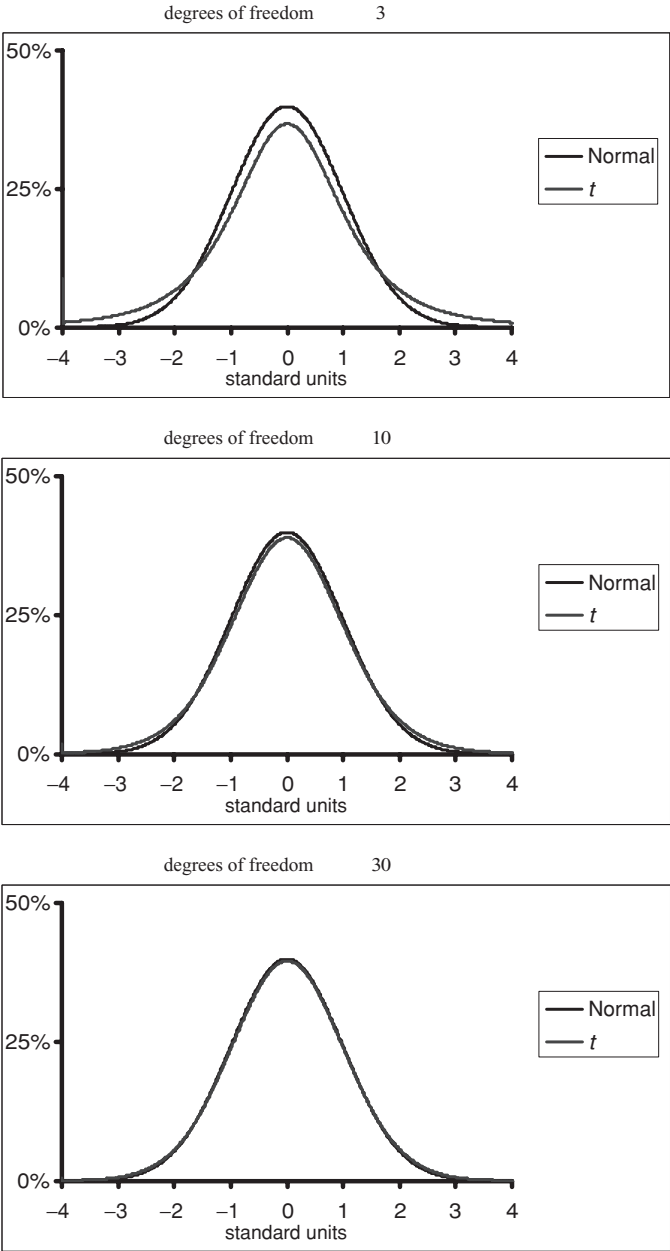 degrees of freedom 3
50%
Normal
t
25%
0%
−4 −3 −2 −1 0 1 2 3 4
standard units
degrees of freedom 10
50%
Normal
t
25%
0%
−4 −3 −2 −1 0 1 2 3 4
standard units
degrees of freedom 30
50%
Normal
t
25%
0%
−4 −3 −2 −1 0 1 2 3 4
standard units